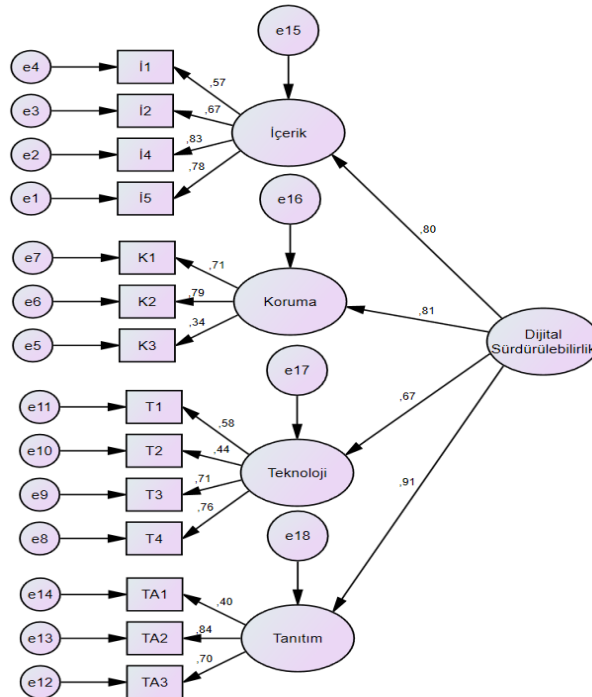 e15
e4
İ1
,57
e3
İ2
,67
İçerik
e2
İ4
,83
e1
İ5
,78
e16
,80
e7
K1
,71
e6
K2
,79
Koruma
,81
e5
K3
,34
Dijital
Sürdürülebilirlik
e17
e11
T1
,58
,67
e10
T2
,44
Teknoloji
e9
T3
,71
e8
T4
,76
,91
e18
e14
TA1
,40
e13
TA2
,84
Tanıtım
e12
TA3
,70